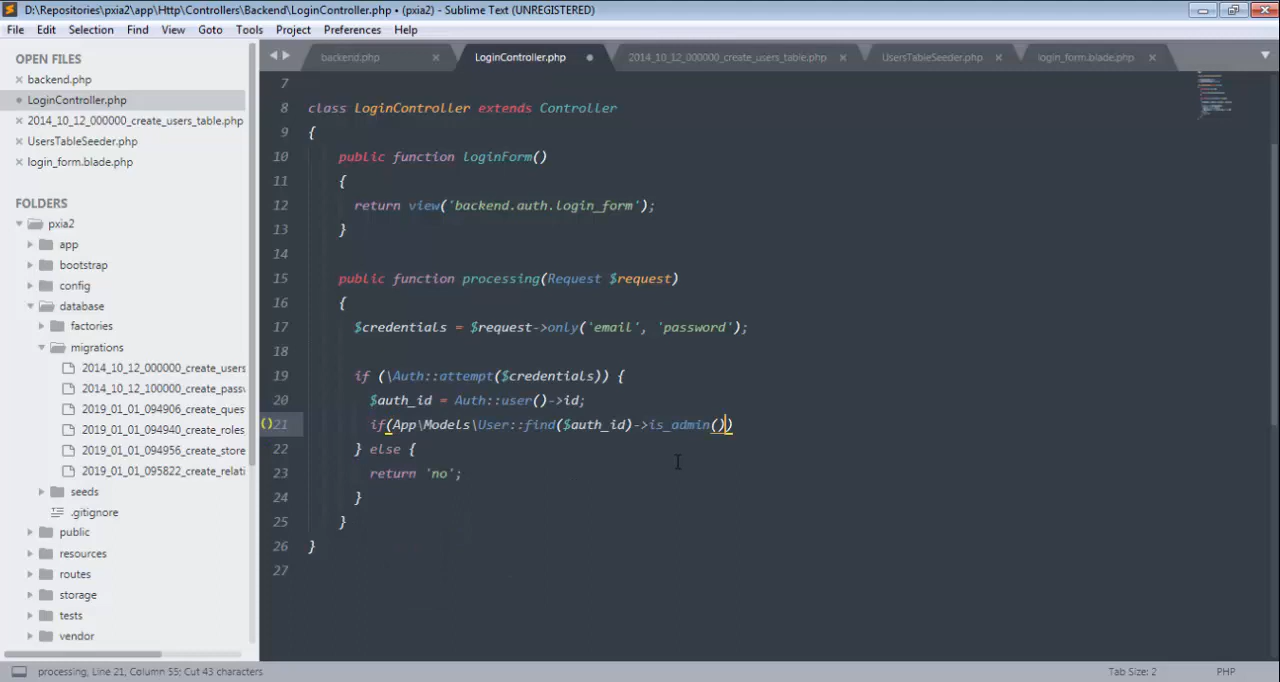 D:\Repositories\pxia2\app\Http\Controllers\Backend\LoginController.php • (pxia2) - Sublime Text (UNREGISTERED)
File Edit Selection Find View Goto Tools Project Preferences Help
OPEN FILES
backend.php
LoginController.php
2014_10_12_000000_create_users_table.php
UsersTableSeeder.php
login_form.blade.php
FOLDERS
pxia2
app
bootstrap
config
database
factories
migrations
2014_10_12_000000_create_users
2014_10_12_100000_create_pass
2019_01_01_094906_create_ques
2019_01_01_094940_create_roles
2019_01_01_094956_create_store
2019_01_01_095822_create_relati
seeds
.gitignore
public
resources
routes
storage
tests
vendor
backend.php LoginController.php 2014_10_12_000000_create_users_table.php UsersTableSeeder.php login_form.blade.php
7
8 class LoginController extends Controller
9 {
10 public function loginForm()
11 {
12 return view('backend.auth.login_form');
13 }
14
15 public function processing(Request $request)
16 {
17 $credentials = $request->only('email', 'password');
18
19 if (\Auth::attempt($credentials)) {
20 $auth_id = Auth::user()->id;
21 if(App\Models\User::find($auth_id)->is_admin())
22 } else {
23 return 'no';
24 }
25 }
26 }
27
processing, Line 21, Column 55; Cut 43 characters
Tab Size: 2
PHP